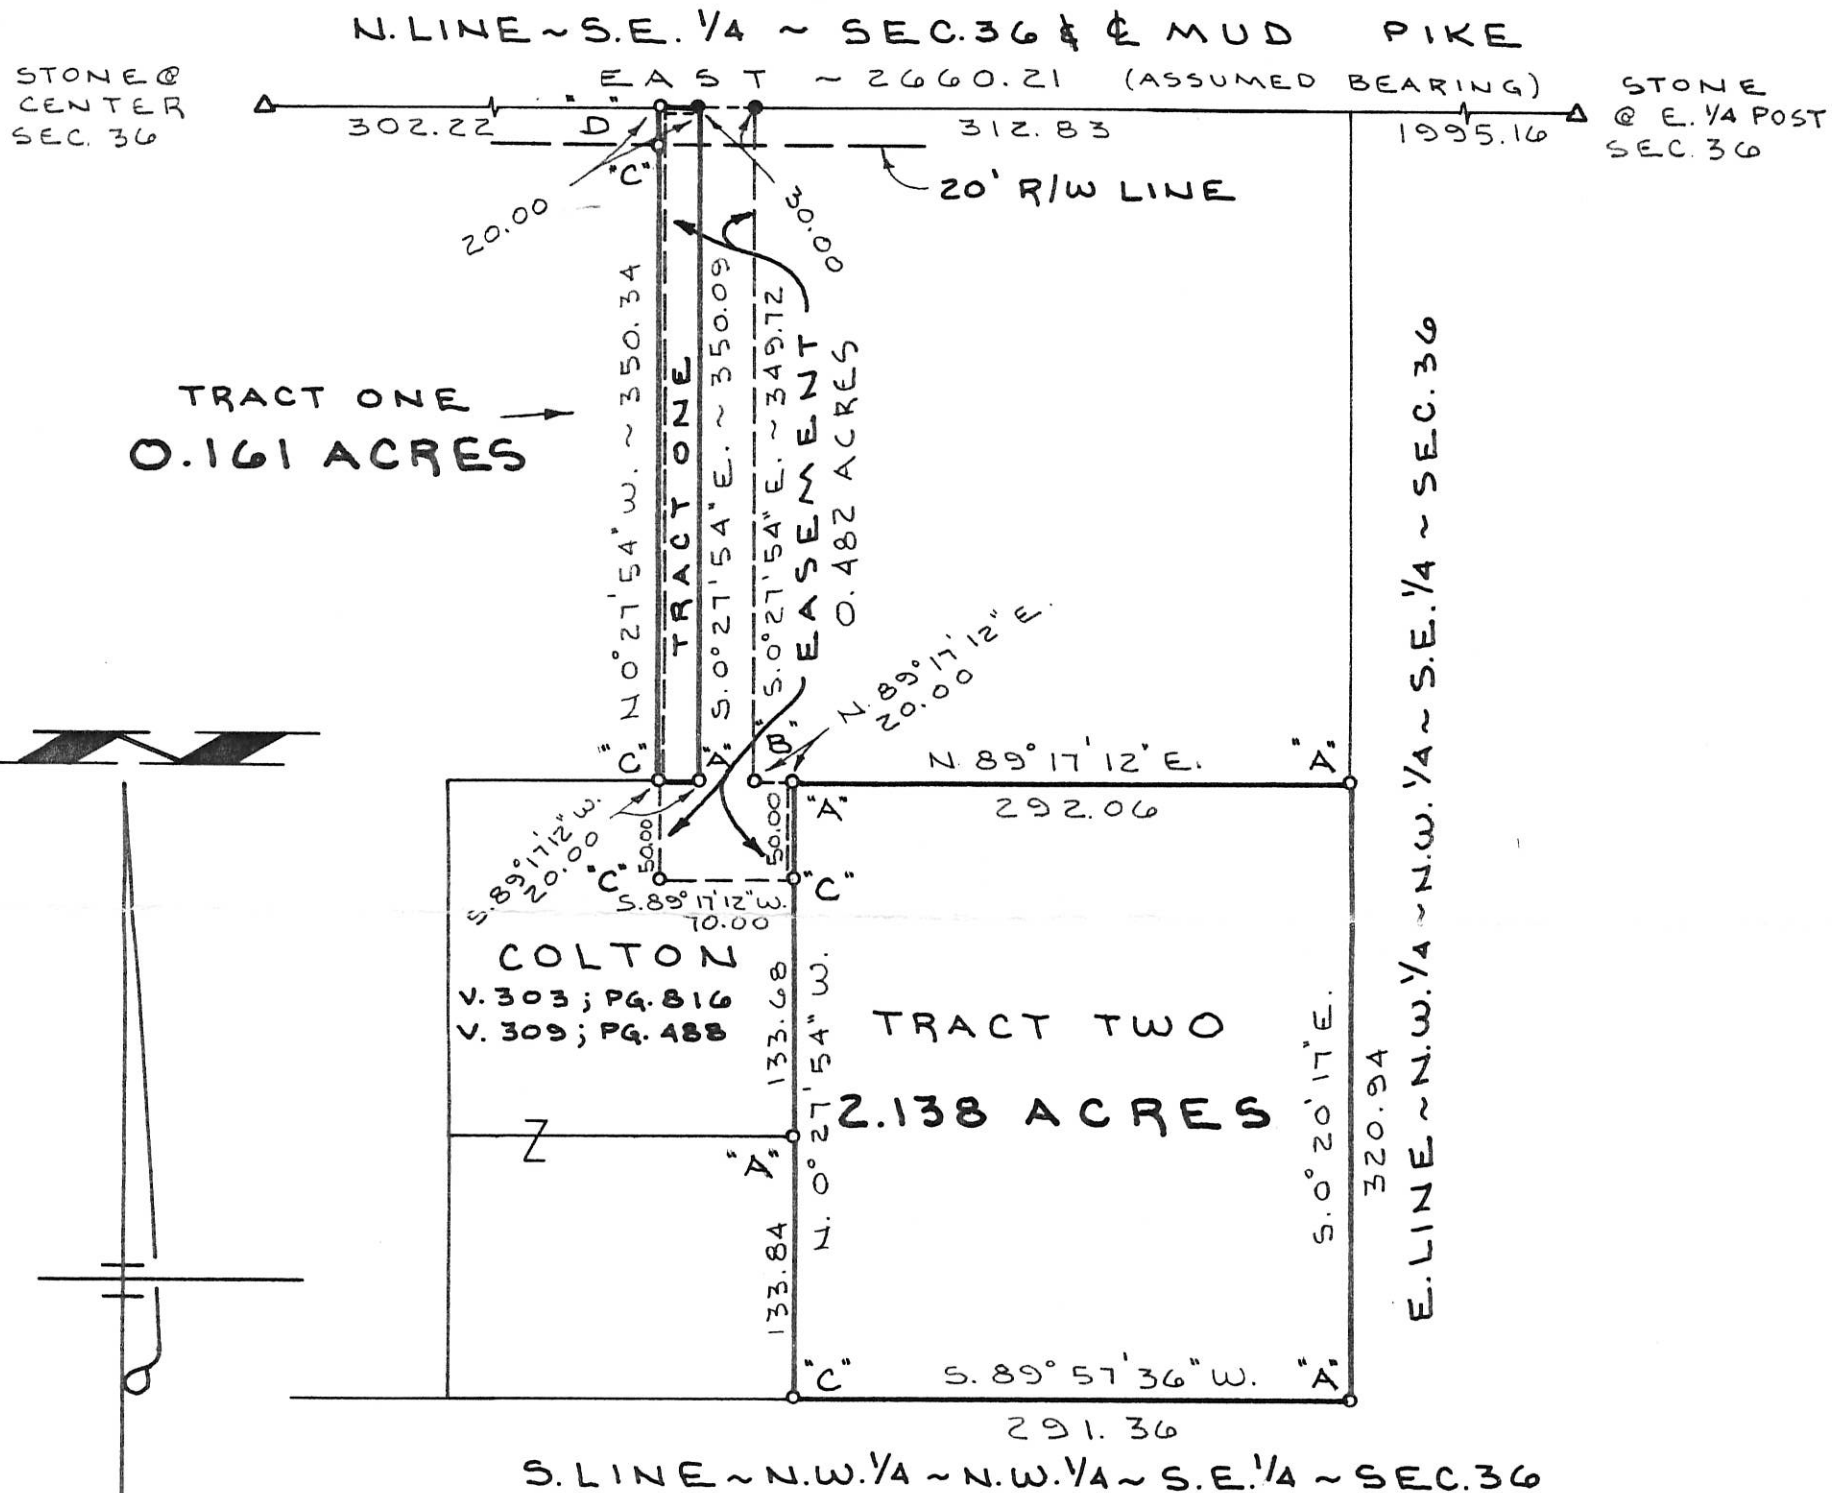 N. LINE ~ S.E. 1/4 ~ SEC. 36 & ℄ MUD PIKE
STONE @
CENTER
SEC. 36
EAST ~ 2660.21 (ASSUMED BEARING)
STONE
@ E. 1/4 POST
SEC. 36
302.22
"D"
312.83
1995.16
"C"
20' R/W LINE
20.00
30.00
N 0° 27' 54" W. ~ 350.34
TRACT ONE
S. 0° 27' 54" E. ~ 350.09
S. 0° 27' 54" E. ~ 349.72
EASEMENT
0.482 ACRES
TRACT ONE
0.161 ACRES
E. LINE ~ N.W. 1/4 ~ N.W. 1/4 ~ S.E. 1/4 ~ SEC. 36
N. 89° 17' 12" E.
20.00
"C"
"A"
"B"
N. 89° 17' 12" E.
"A"
292.06
"A"
S. 89° 17' 12" W.
20.00
50.00
50.00
"C"
"C"
S. 89° 17' 12" W.
70.00
COLTON
V. 303; PG. 816
V. 309; PG. 488
133.68
N. 0° 27' 54" W.
TRACT TWO
2.138 ACRES
S. 0° 20' 17" E.
320.94
"A"
133.84
"C"
S. 89° 57' 36" W.
"A"
291.36
S. LINE ~ N.W. 1/4 ~ N.W. 1/4 ~ S.E. 1/4 ~ SEC. 36
N